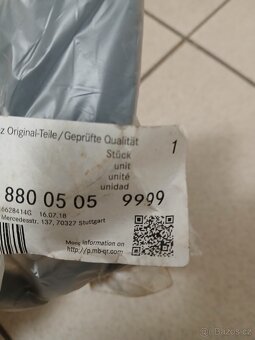 z Original-Teile/Geprüfte Qualität
Stück
unit
unité
unidad
1
880 05 05 9999
6628414G 16.07.18
Mercedesstr. 137, 70327 Stuttgart
More information on
http://p.mb-qr.com
Bazos.cz